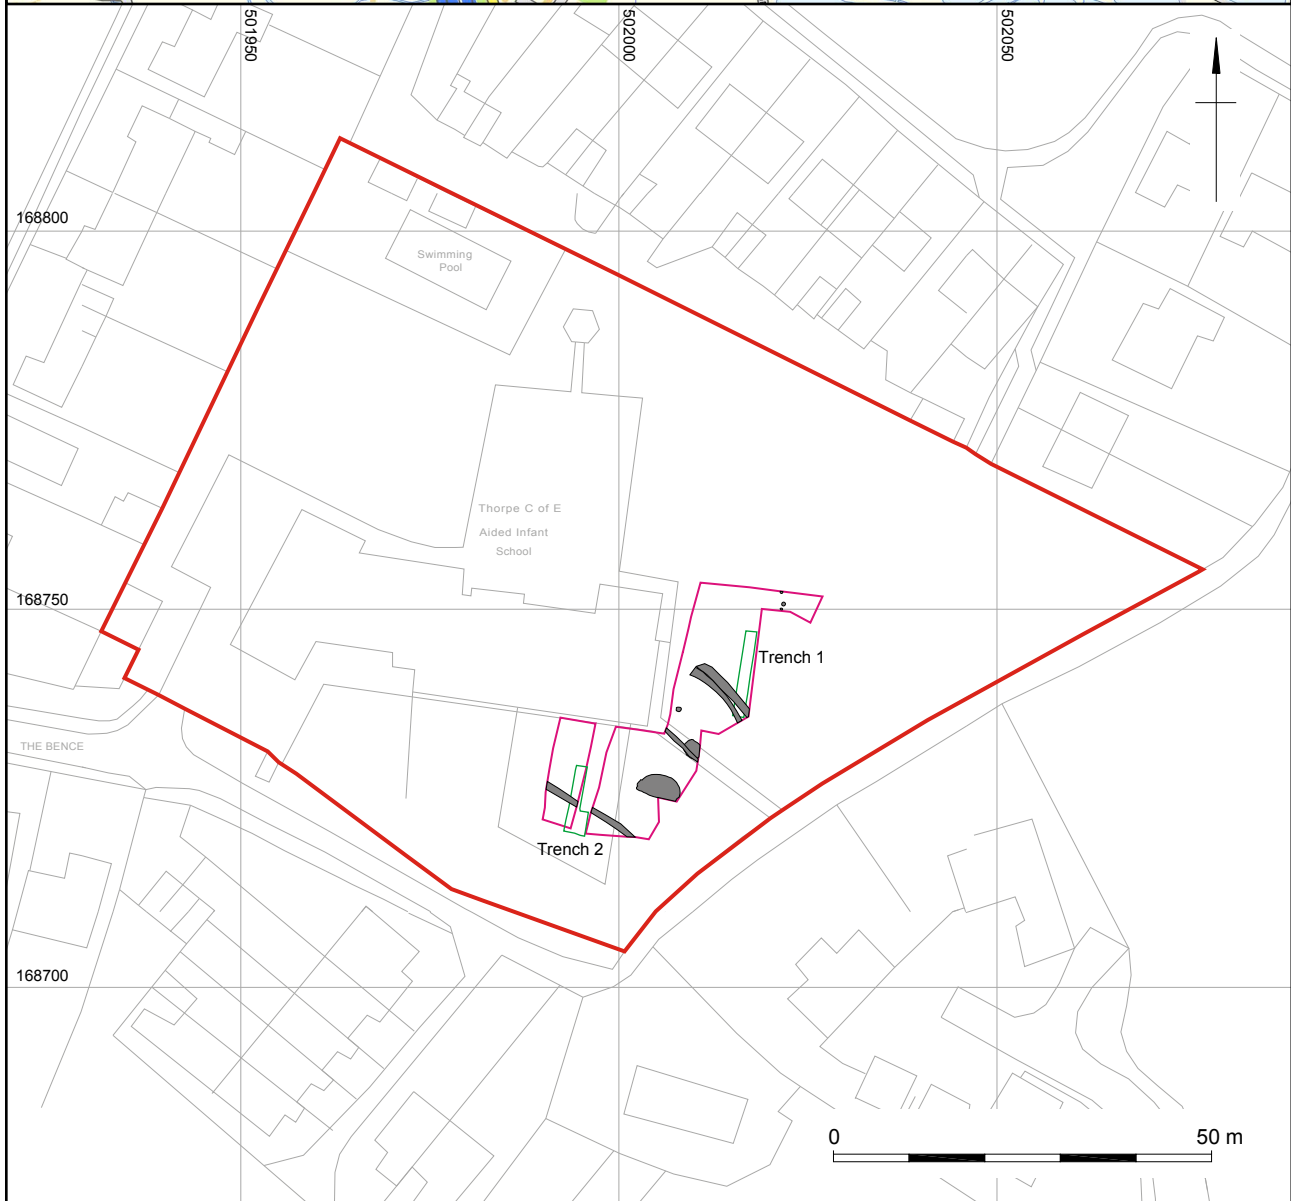 501950
502000
502050
168800
Swimming
Pool
Thorpe C of E
Aided Infant
School
168750
Trench 1
THE BENCE
Trench 2
168700
0 50 m